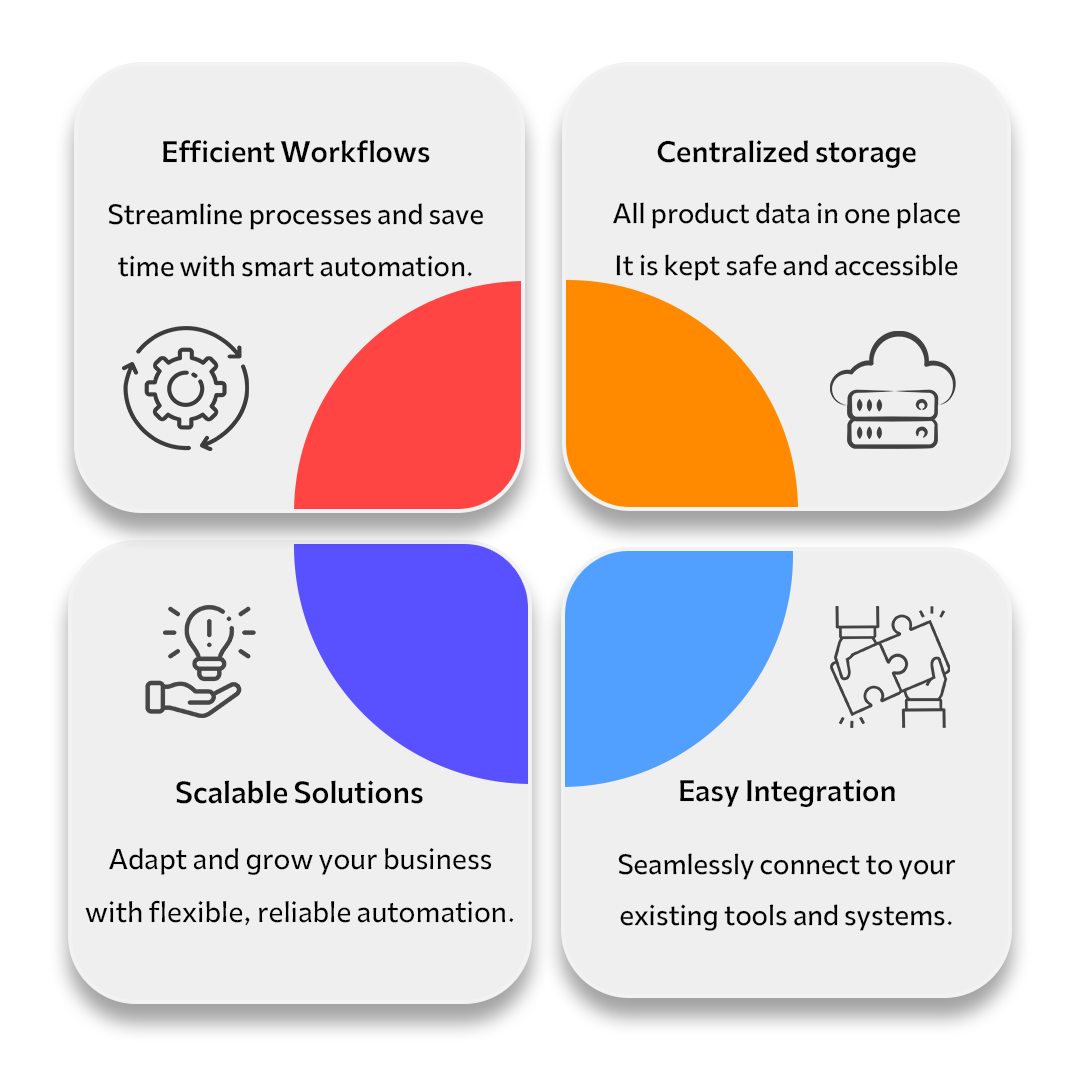 Efficient Workflows
Streamline processes and save
time with smart automation.
Centralized storage
All product data in one place
It is kept safe and accessible
Scalable Solutions
Adapt and grow your business
with flexible, reliable automation.
Easy Integration
Seamlessly connect to your
existing tools and systems.